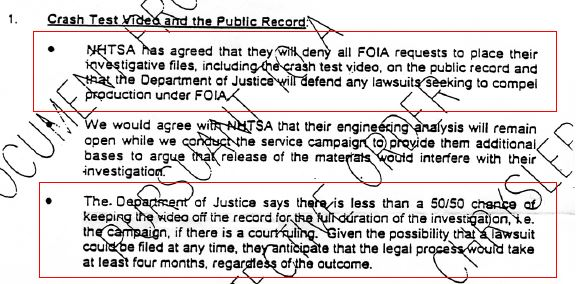 1. Crash Test Video and the Public Record:
• NHTSA has agreed that they will deny all FOIA requests to place their
investigative files, including the crash test video, on the public record and
that the Department of Justice will defend any lawsuits seeking to compel
production under FOIA.
We would agree with NHTSA that their engineering analysis will remain
open while we conduct the service campaign to provide them additional
bases to argue that release of the materials would interfere with their
investigation.
• The Department of Justice says there is less than a 50/50 chance of
keeping the video off the record for the full duration of the investigation, i.e.
the campaign, if there is a court ruling. Given the possibility that a lawsuit
could be filed at any time, they anticipate that the legal process would take
at least four months, regardless of the outcome.
PURSUANT
ORDER
CHRYSLER